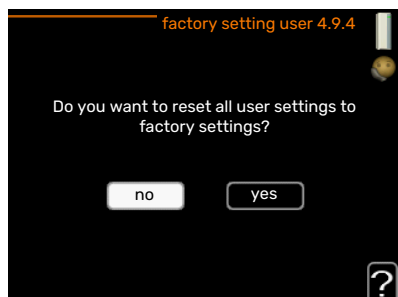 factory setting user 4.9.4
Do you want to reset all user settings to
factory settings?
no yes
?